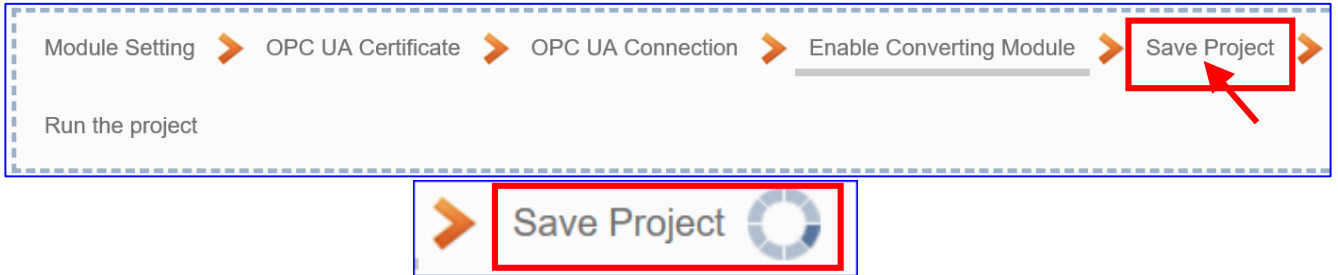 Module Setting OPC UA Certificate OPC UA Connection Enable Converting Module Save Project
Run the project
Save Project